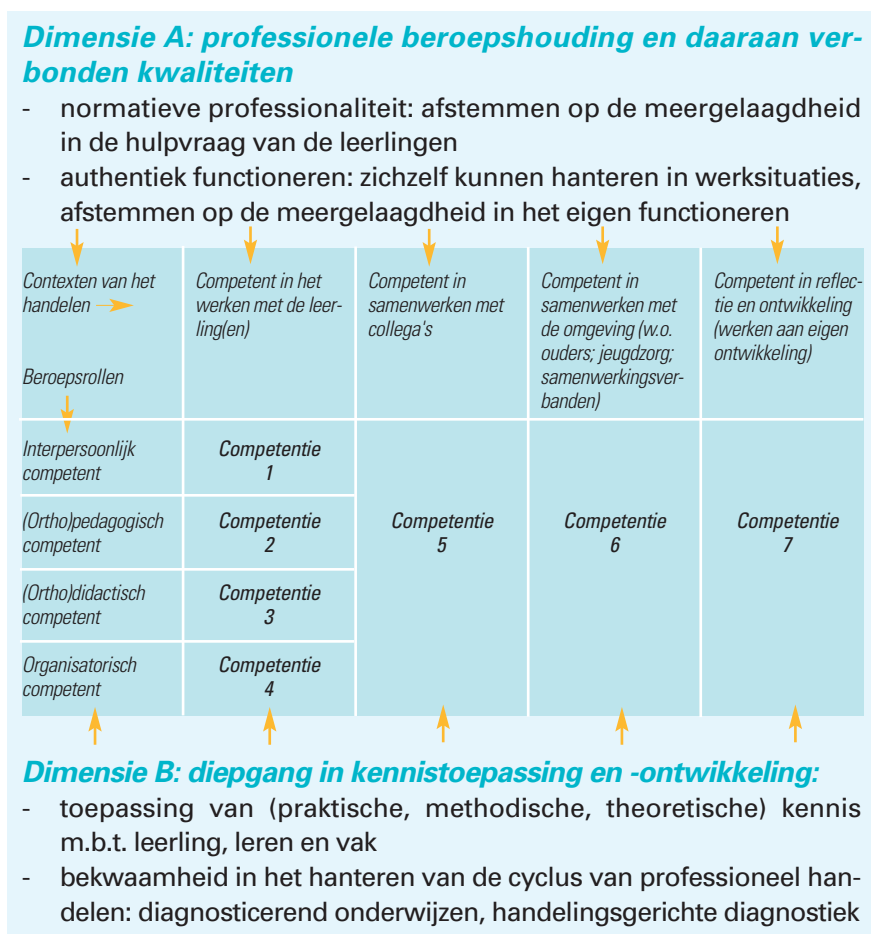 Dimensie A: professionele beroepshouding en daaraan ver-
bonden kwaliteiten
- normatieve professionaliteit: afstemmen op de meergelaagdheid
in de hulpvraag van de leerlingen
- authentiek functioneren: zichzelf kunnen hanteren in werksituaties,
afstemmen op de meergelaagdheid in het eigen functioneren
Contexten van het
handelen
Beroepsrollen
Competent in het
werken met de leer-
ling(en)
Competent in
samenwerken met
collega's
Competent in
samenwerken met
de omgeving (w.o.
ouders; jeugdzorg;
samenwerkingsver-
banden)
Competent in reflec-
tie en ontwikkeling
(werken aan eigen
ontwikkeling)
Interpersoonlijk
competent
Competentie
1
(Ortho)pedagogisch
competent
Competentie
2
Competentie
5
Competentie
6
Competentie
7
(Ortho)didactisch
competent
Competentie
3
Organisatorisch
competent
Competentie
4
Dimensie B: diepgang in kennistoepassing en -ontwikkeling:
- toepassing van (praktische, methodische, theoretische) kennis
m.b.t. leerling, leren en vak
- bekwaamheid in het hanteren van de cyclus van professioneel han-
delen: diagnosticerend onderwijzen, handelingsgerichte diagnostiek